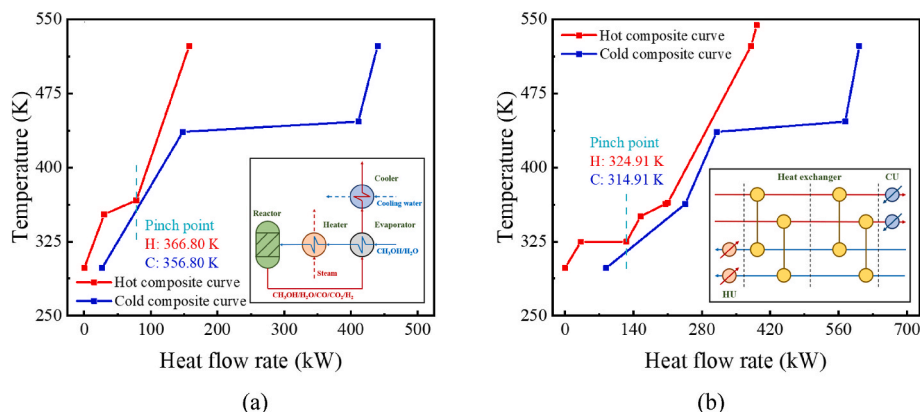 (a)
550
475
400
325
250
Temperature (K)
Pinch point
H: 366.80 K
C: 356.80 K
Hot composite curve
Cold composite curve
Cooler
Cooling water
Reactor
Heater
Evaporator
CH₃OH/H₂O
Steam
CH₃OH/H₂O/CO/CO₂/H₂
0
100
200
300
400
500
Heat flow rate (kW)
(a)
(b)
550
475
400
325
250
Temperature (K)
Hot composite curve
Cold composite curve
Pinch point
H: 324.91 K
C: 314.91 K
Heat exchanger
CU
HU
0
140
280
420
560
700
Heat flow rate (kW)
(b)